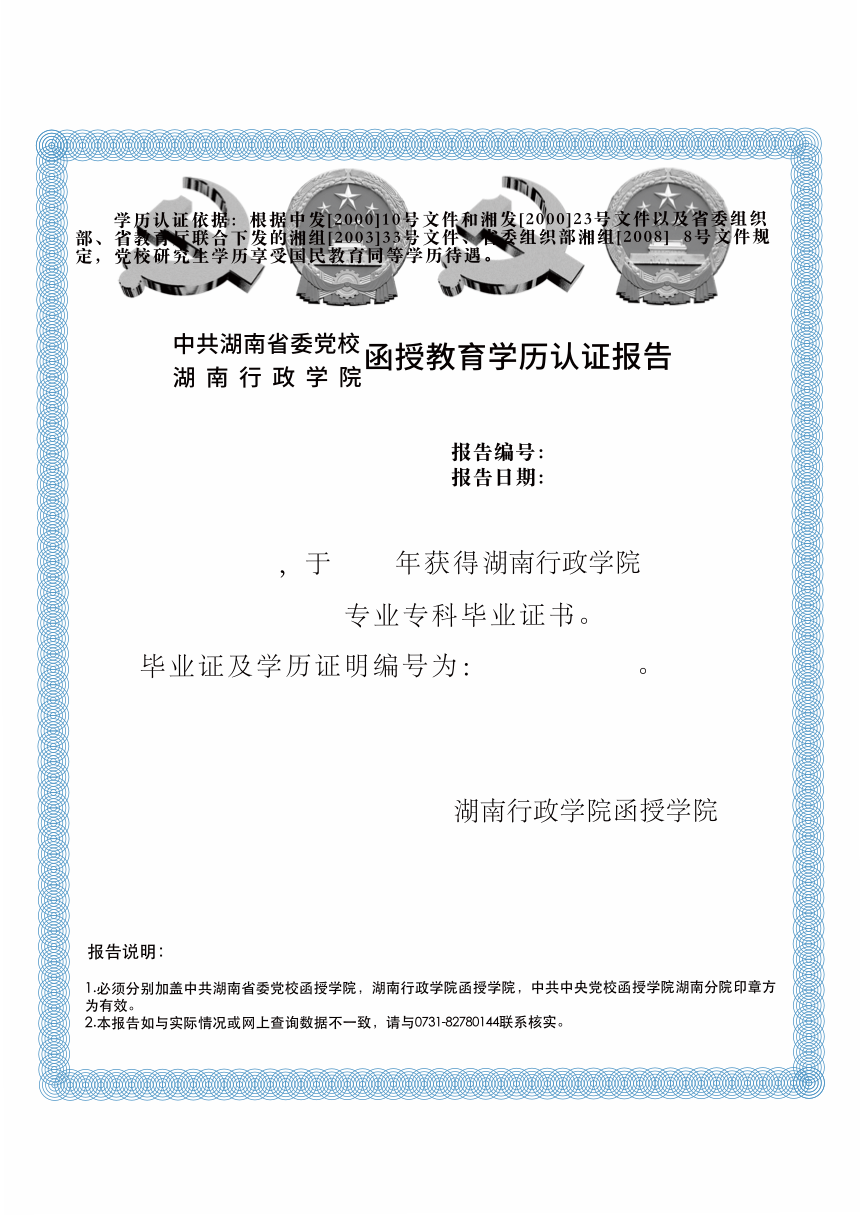 学历认证依据：根据中发[2000]10号文件和湘发[2000]23号文件以及省委组织
部、省教育厅联合下发的湘组[2003]33号文件、省委组织部湘组[2008] 8号文件规
定，党校研究生学历享受国民教育同等学历待遇。
中共湖南省委党校
湖南行政学院
函授教育学历认证报告
报告编号：
报告日期：
，于 年获得湖南行政学院
专业专科毕业证书。
毕业证及学历证明编号为： 。
湖南行政学院函授学院
报告说明：
1.必须分别加盖中共湖南省委党校函授学院，湖南行政学院函授学院，中共中央党校函授学院湖南分院印章方
为有效。
2.本报告如与实际情况或网上查询数据不一致，请与0731-82780144联系核实。